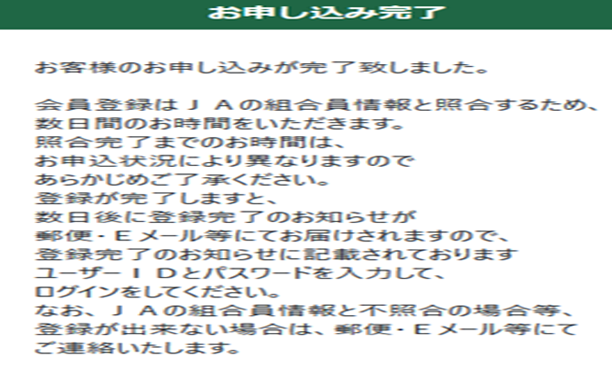 お申し込み完了
お客様のお申し込みが完了致しました。
会員登録はＪＡの組合員情報と照合するため、
数日間のお時間をいただきます。
照合完了までのお時間は、
お申込状況により異なりますので
あらかじめご了承ください。
登録が完了しますと、
数日後に登録完了のお知らせが
郵便・Ｅメール等にてお届けされますので、
登録完了のお知らせに記載されております
ユーザーＩＤとパスワードを入力して、
ログインをしてください。
なお、ＪＡの組合員情報と不照合の場合等、
登録が出来ない場合は、郵便・Ｅメール等にて
ご連絡いたします。